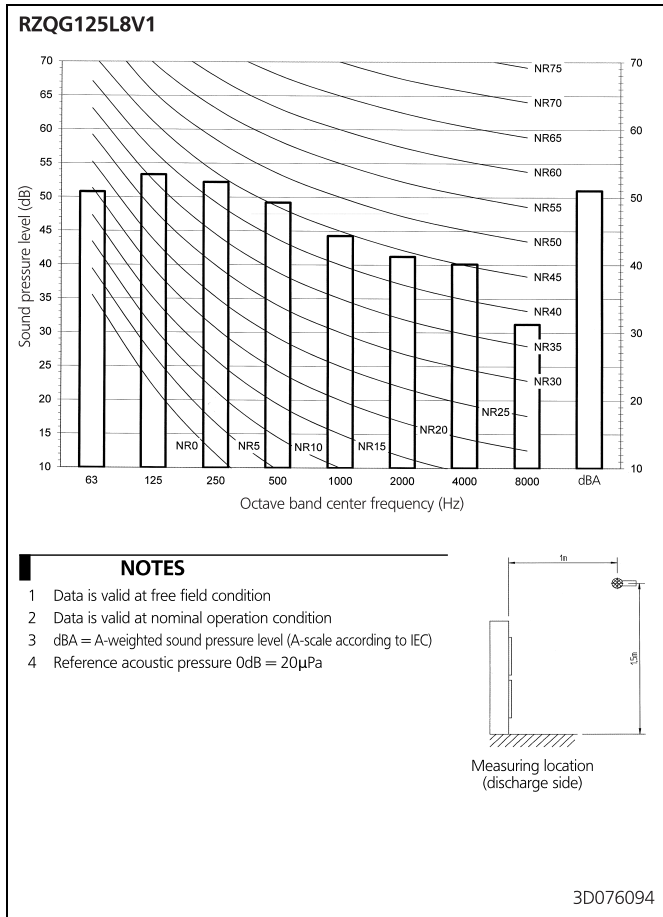 RZQG125L8V1
70
65
60
55
50
45
40
35
30
25
20
15
10
Sound pressure level (dB)
70
60
50
40
30
20
10
NR75
NR70
NR65
NR60
NR55
NR50
NR45
NR40
NR35
NR30
NR25
NR20
NR0 NR5 NR10 NR15
63 125 250 500 1000 2000 4000 8000 dBA
Octave band center frequency (Hz)
NOTES
1 Data is valid at free field condition
2 Data is valid at nominal operation condition
3 dBA = A-weighted sound pressure level (A-scale according to IEC)
4 Reference acoustic pressure 0dB = 20μPa
1m
1.5m
Measuring location
(discharge side)
3D076094